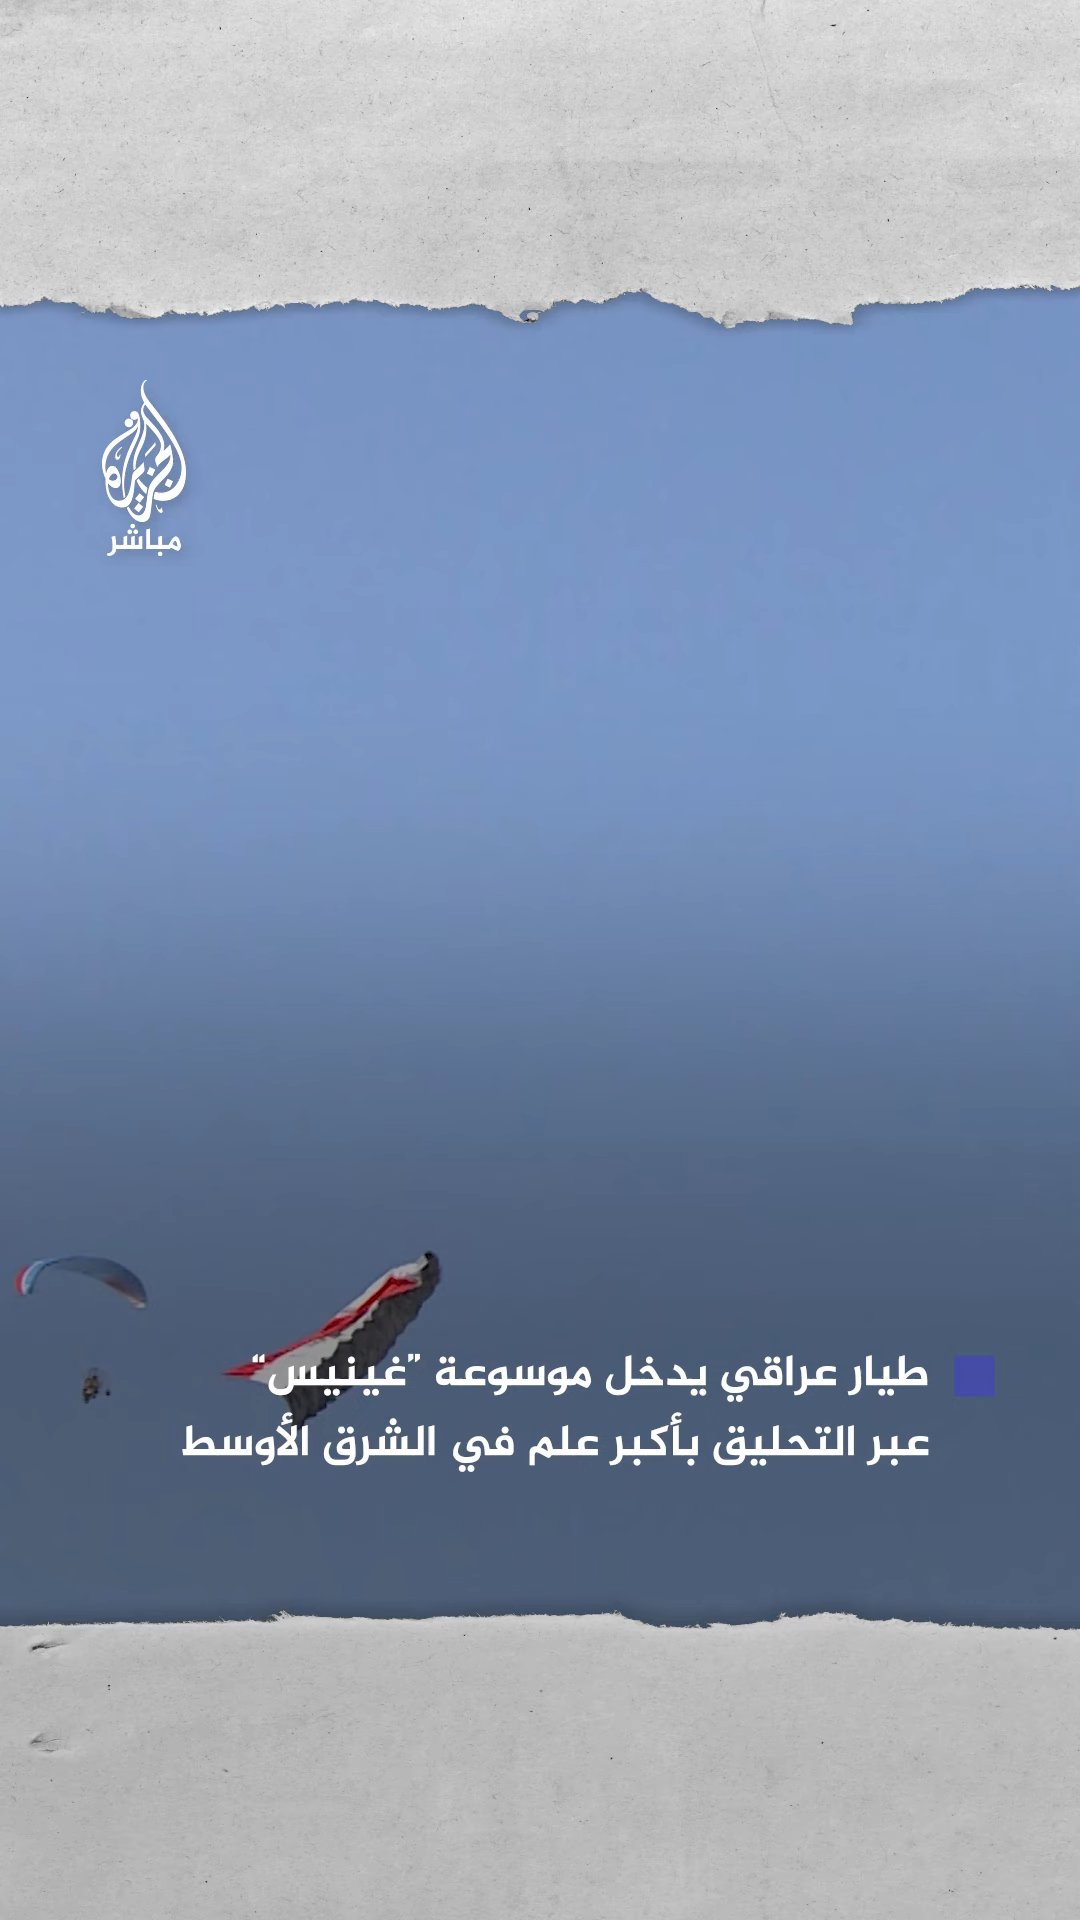 الجزيرة
مباشر
طيار عراقي يدخل موسوعة "غينيس"
عبر التحليق بأكبر علم في الشرق الأوسط